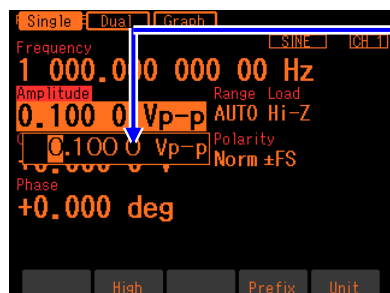 Single Dual Graph
SINE CH 1
Frequency
1 000.000 000 00 Hz
Amplitude Range Load
0.100 0 Vp-p AUTO Hi-Z
Polarity
0.100 0 Vp-p Norm ±FS
Phase
+0.000 deg
High Prefix Unit